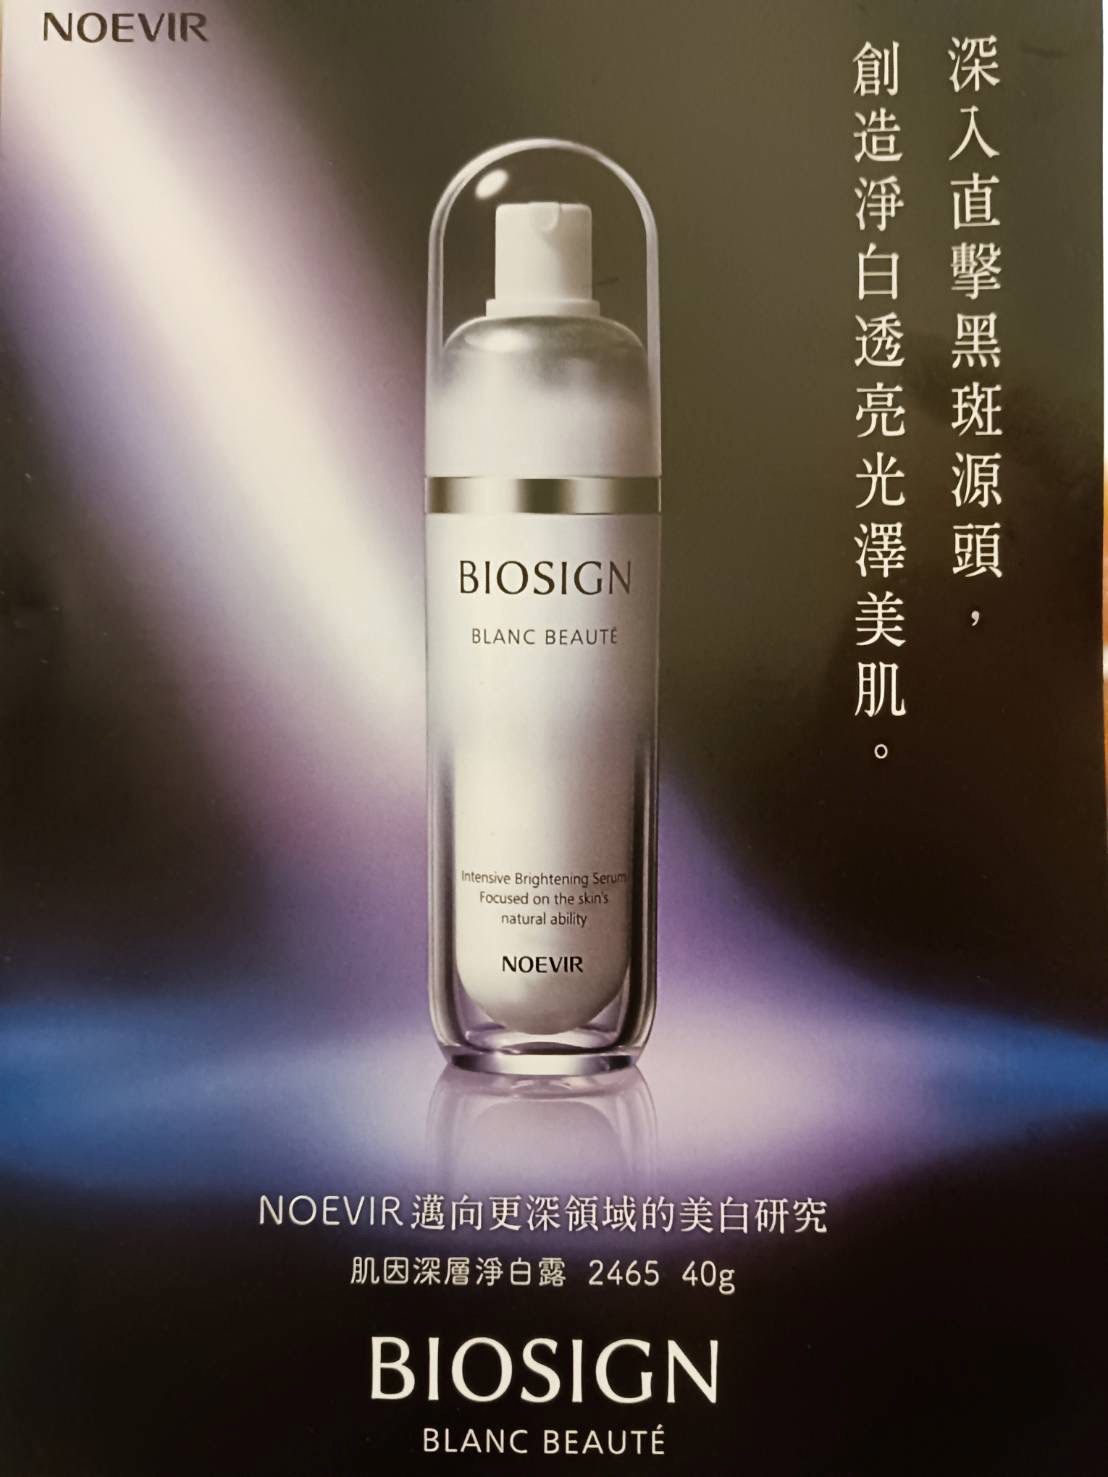 NOEVIR
深入直擊黑斑源頭，
創造淨白透亮光澤美肌。
BIOSIGN
BLANC BEAUTÉ
Intensive Brightening Serum
Focused on the skin's
natural ability
NOEVIR
NOEVIR邁向更深領域的美白研究
肌因深層淨白露 2465 40g
BIOSIGN
BLANC BEAUTÉ